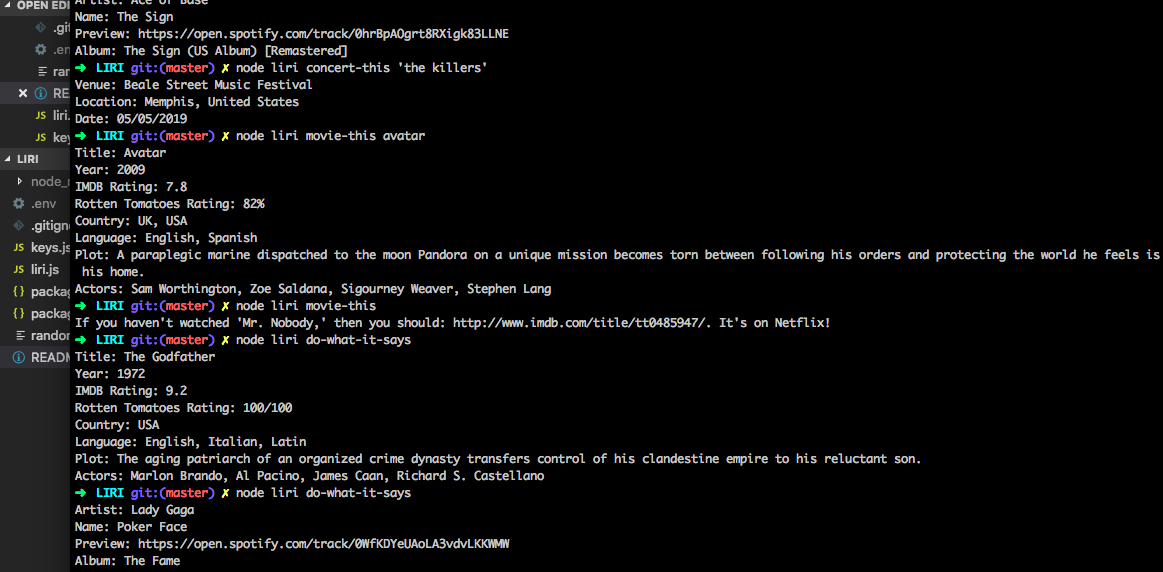 OPEN EDI
.gi
.en
ran
RE
JS liri.
JS key
LIRI
node_
.env
.gitign
JS keys.js
JS liri.js
{} packag
{} packag
randor
READM
Artist: Ace of Base
Name: The Sign
Preview: https://open.spotify.com/track/0hrBpAOgrt8RXigk83LLNE
Album: The Sign (US Album) [Remastered]
➜ LIRI git:(master) ✗ node liri concert-this 'the killers'
Venue: Beale Street Music Festival
Location: Memphis, United States
Date: 05/05/2019
➜ LIRI git:(master) ✗ node liri movie-this avatar
Title: Avatar
Year: 2009
IMDB Rating: 7.8
Rotten Tomatoes Rating: 82%
Country: UK, USA
Language: English, Spanish
Plot: A paraplegic marine dispatched to the moon Pandora on a unique mission becomes torn between following his orders and protecting the world he feels is
his home.
Actors: Sam Worthington, Zoe Saldana, Sigourney Weaver, Stephen Lang
➜ LIRI git:(master) ✗ node liri movie-this
If you haven't watched 'Mr. Nobody,' then you should: http://www.imdb.com/title/tt0485947/. It's on Netflix!
➜ LIRI git:(master) ✗ node liri do-what-it-says
Title: The Godfather
Year: 1972
IMDB Rating: 9.2
Rotten Tomatoes Rating: 100/100
Country: USA
Language: English, Italian, Latin
Plot: The aging patriarch of an organized crime dynasty transfers control of his clandestine empire to his reluctant son.
Actors: Marlon Brando, Al Pacino, James Caan, Richard S. Castellano
➜ LIRI git:(master) ✗ node liri do-what-it-says
Artist: Lady Gaga
Name: Poker Face
Preview: https://open.spotify.com/track/0WfKDYeUAoLA3vdvLKKWMW
Album: The Fame